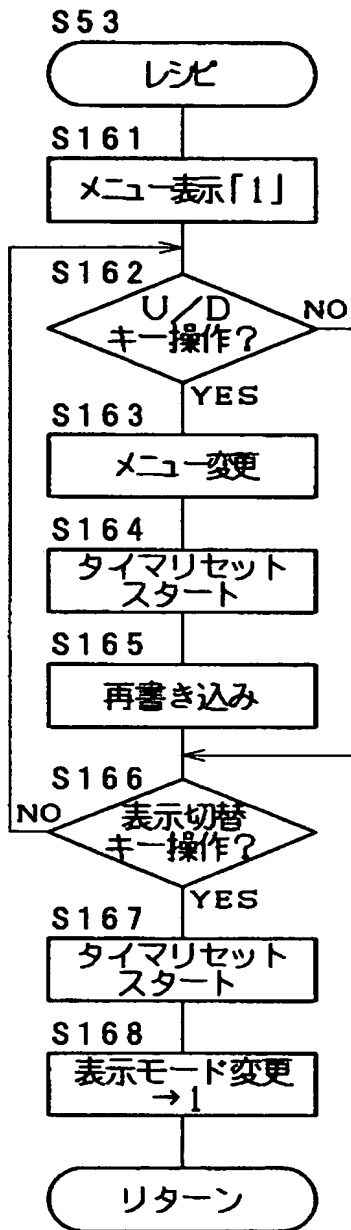 S53
レシピ
S161
メニュー表示「1」
S162
U/D
キー操作?
NO
YES
S163
メニュー変更
S164
タイマリセット
スタート
S165
再書き込み
S166
NO
表示切替
キー操作?
YES
S167
タイマリセット
スタート
S168
表示モード変更
→1
リターン